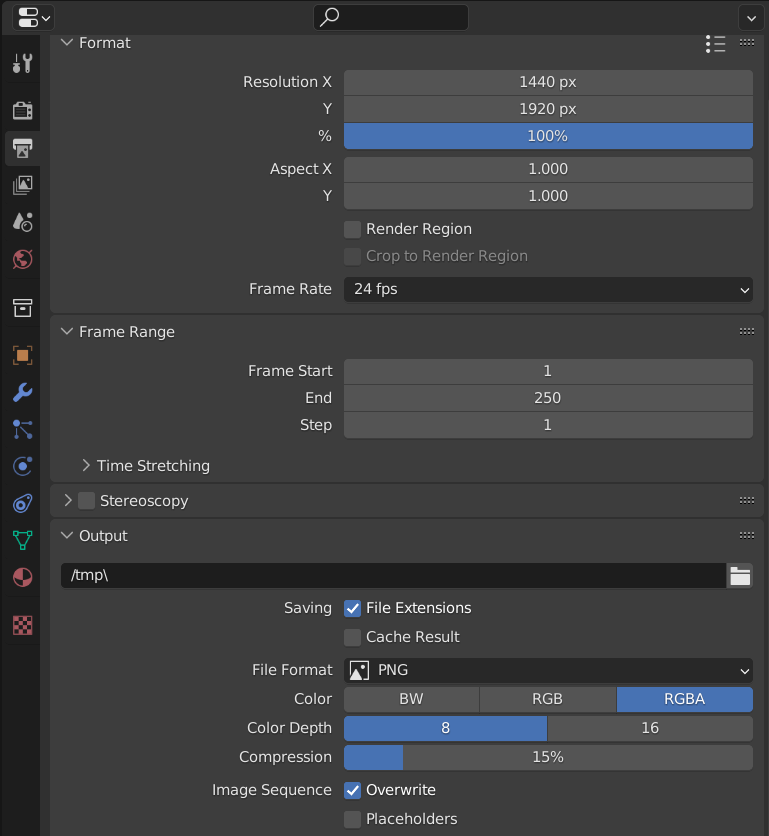 Format
Resolution X 1440 px
Y 1920 px
% 100%
Aspect X 1.000
Y 1.000
Render Region
Crop to Render Region
Frame Rate 24 fps
Frame Range
Frame Start 1
End 250
Step 1
Time Stretching
Stereoscopy
Output
/tmp\
Saving File Extensions
Cache Result
File Format PNG
Color BW RGB RGBA
Color Depth 8 16
Compression 15%
Image Sequence Overwrite
Placeholders